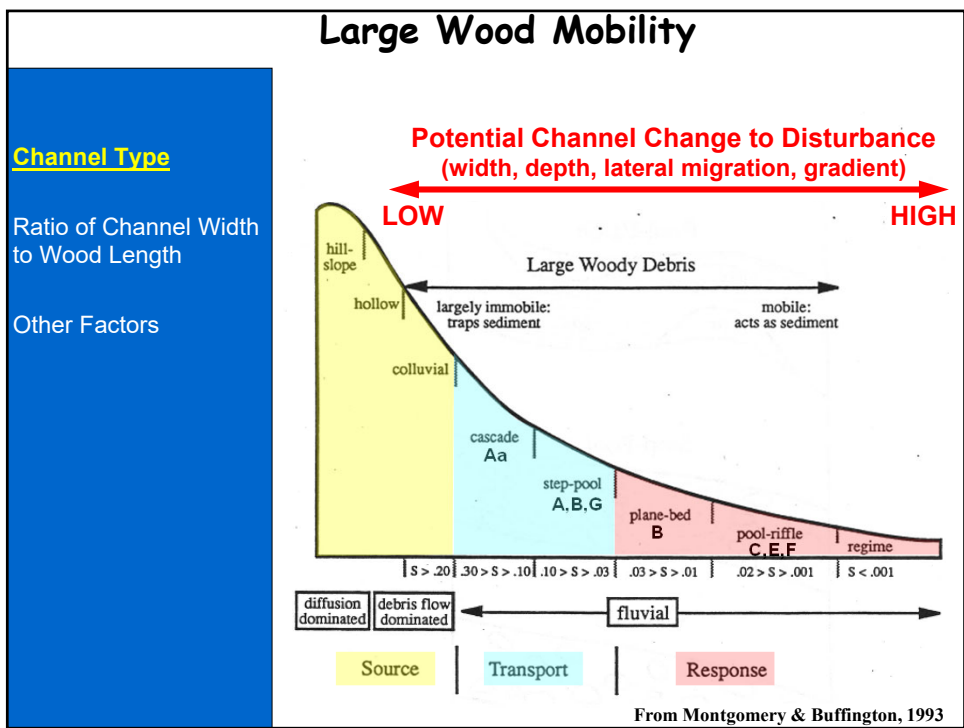 Large Wood Mobility
Channel Type
Ratio of Channel Width
to Wood Length
Other Factors
Potential Channel Change to Disturbance
(width, depth, lateral migration, gradient)
LOW
HIGH
hill-
slope
Large Woody Debris
hollow
largely immobile:
traps sediment
mobile:
acts as sediment
colluvial
cascade
Aa
step-pool
A,B,G
plane-bed
B
pool-riffle
C,E,F
regime
S > .20
.30 > S > .10
.10 > S > .03
.03 > S > .01
.02 > S > .001
S < .001
diffusion
dominated
debris flow
dominated
fluvial
Source
Transport
Response
From Montgomery & Buffington, 1993